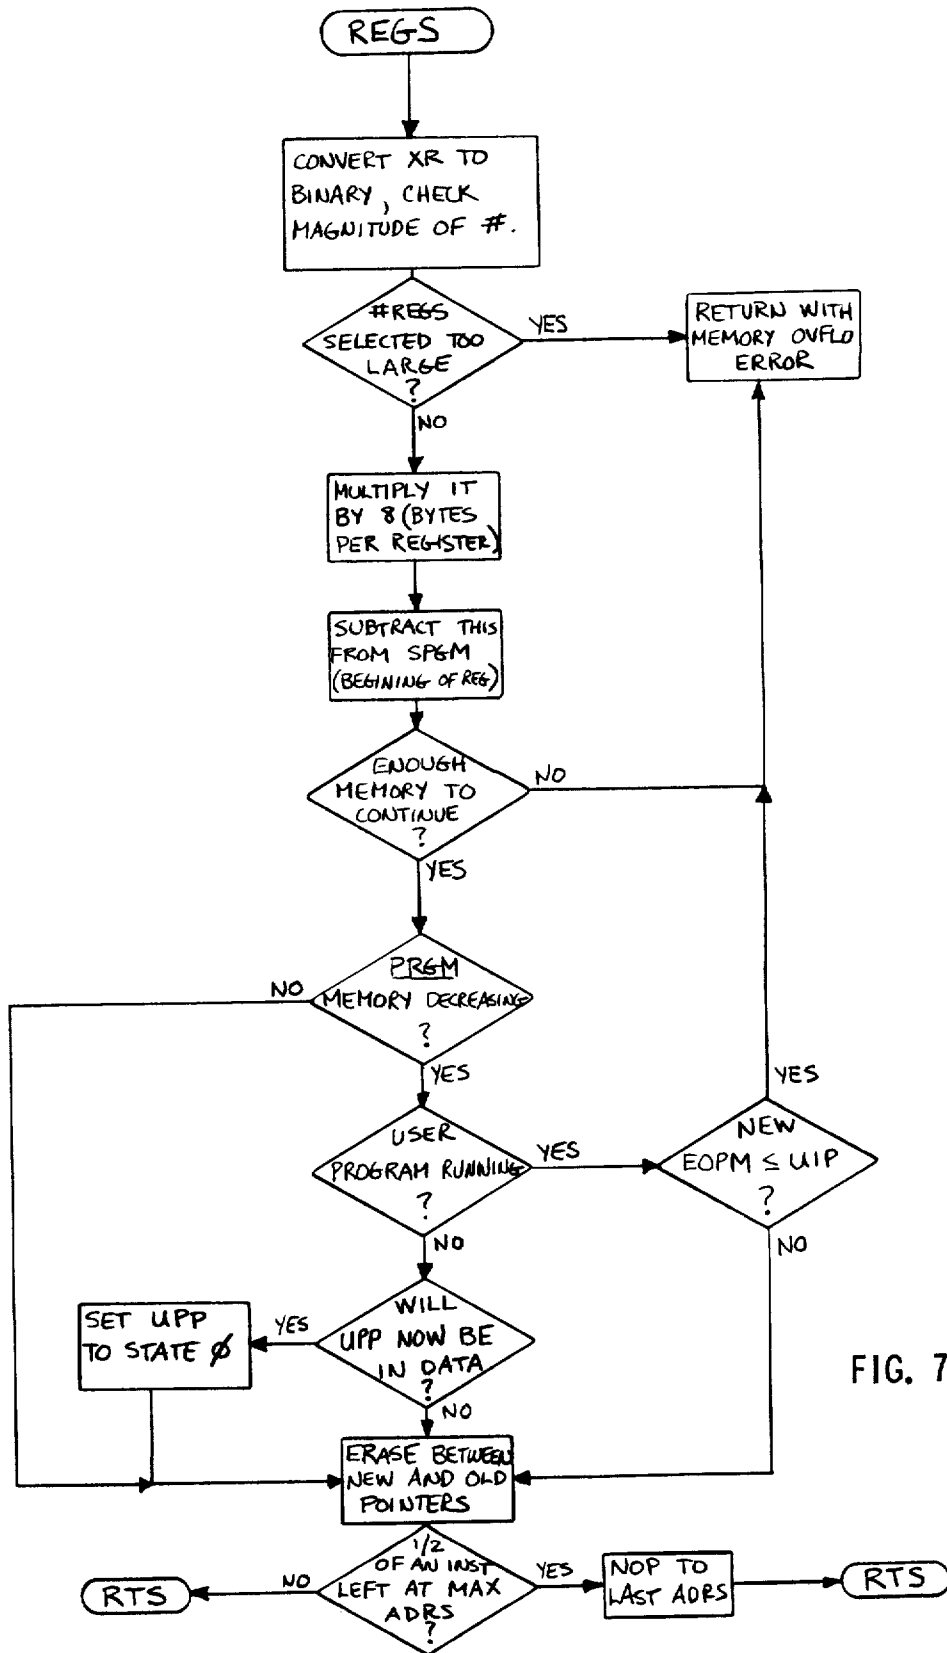 REGS
CONVERT XR TO
BINARY, CHECK
MAGNITUDE OF #.
#REGS
SELECTED TOO
LARGE
?
YES
RETURN WITH
MEMORY OVFLO
ERROR
NO
MULTIPLY IT
BY 8 (BYTES
PER REGISTER)
SUBTRACT THIS
FROM SPGM
(BEGINING OF REG)
ENOUGH
MEMORY TO
CONTINUE
?
NO
YES
PRGM
MEMORY DECREASING
?
NO
YES
USER
PROGRAM RUNNING
?
YES
NEW
EOPM ≤ UIP
?
YES
NO
NO
WILL
UPP NOW BE
IN DATA
?
YES
SET UPP
TO STATE Ø
NO
FIG. 7
ERASE BETWEEN
NEW AND OLD
POINTERS
1/2
OF AN INST
LEFT AT MAX
ADRS
?
NO
RTS
YES
NOP TO
LAST ADRS
RTS